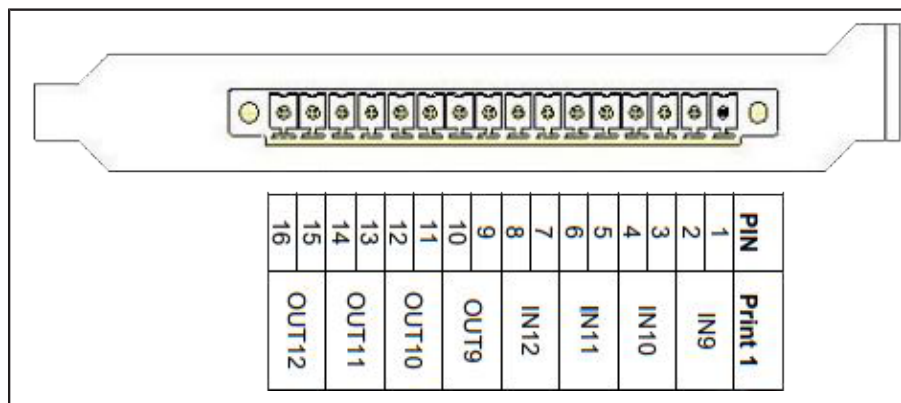 PIN Print 1
1 IN9
2
3 IN10
4
5 IN11
6
7 IN12
8
9 OUT9
10
11 OUT10
12
13 OUT11
14
15 OUT12
16